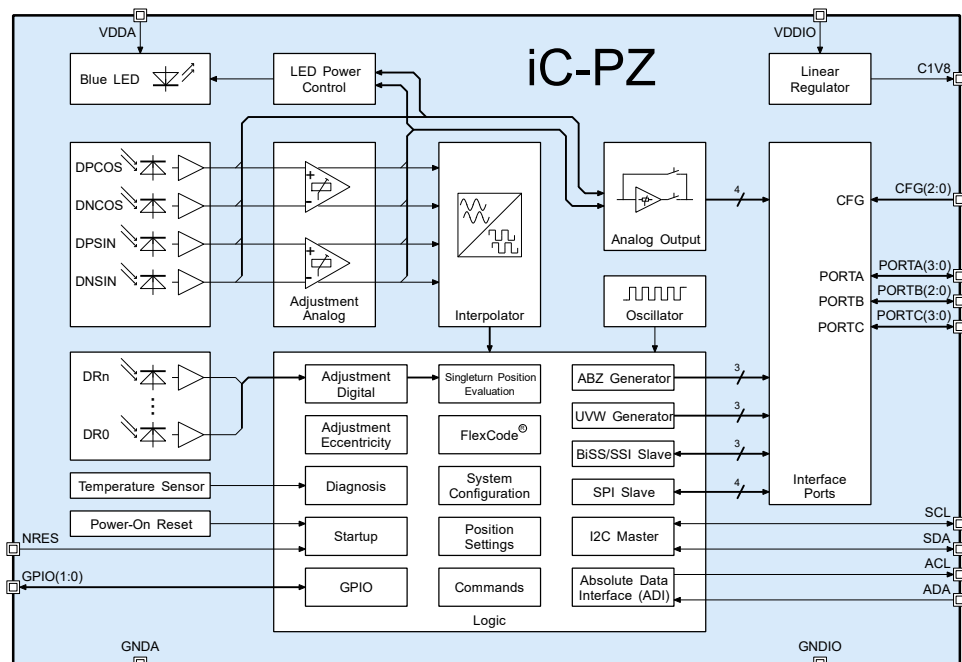 VDDA
VDDIO
iC-PZ
Blue LED
LED Power
Control
Linear
Regulator
C1V8
DPCOS
DNCOS
DPSIN
DNSIN
+
-
+
-
Adjustment
Analog
Interpolator
Analog Output
4
CFG
CFG(2:0)
PORTA
PORTA(3:0)
PORTB
PORTB(2:0)
PORTC
PORTC(3:0)
Oscillator
DRn
DR0
Adjustment
Digital
Singleturn Position
Evaluation
ABZ Generator
3
Adjustment
Eccentricity
FlexCode®
UVW Generator
3
BiSS/SSI Slave
3
Temperature Sensor
Diagnosis
System
Configuration
SPI Slave
4
Interface
Ports
Power-On Reset
NRES
Startup
Position
Settings
I2C Master
SCL
SDA
GPIO(1:0)
GPIO
Commands
Absolute Data
Interface (ADI)
ACL
ADA
Logic
GNDA
GNDIO